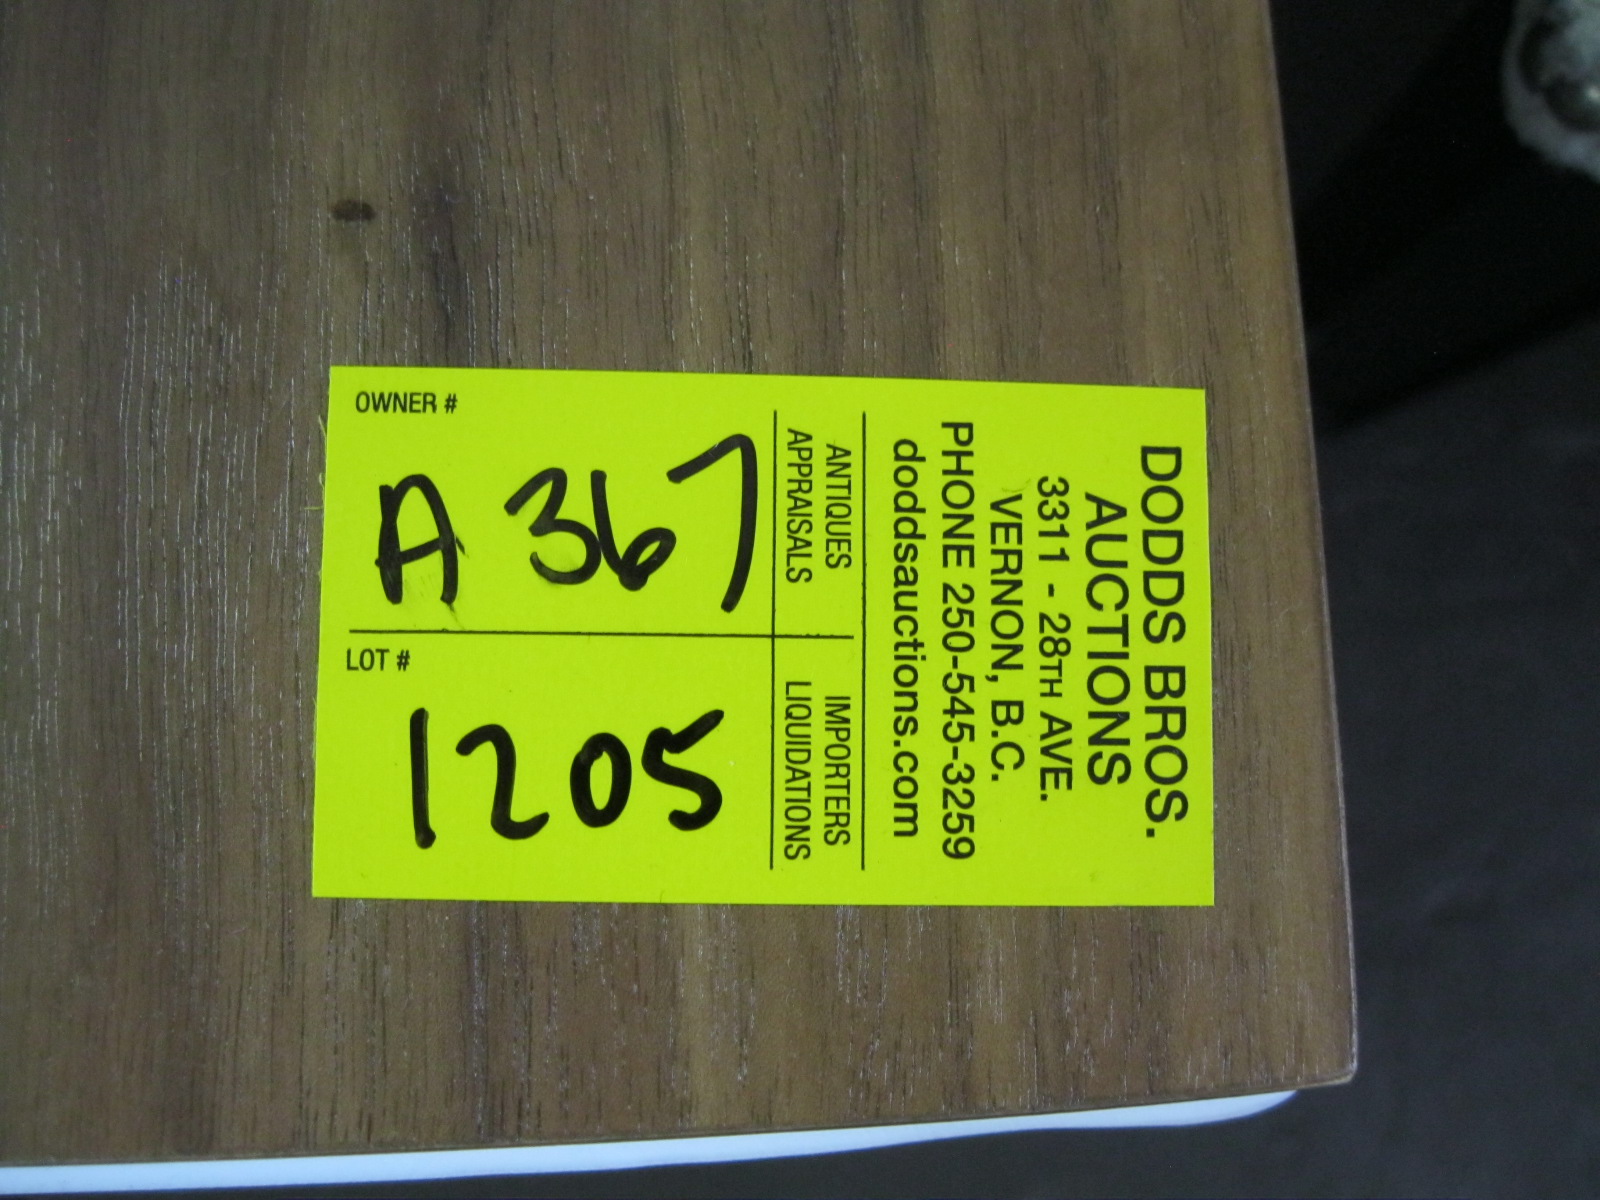 DODDS BROS.
AUCTIONS
3311 - 28TH AVE.
VERNON, B.C.
PHONE 250-545-3259
doddsauctions.com
ANTIQUES
APPRAISALS
IMPORTERS
LIQUIDATIONS
OWNER #
A 367
LOT #
1205